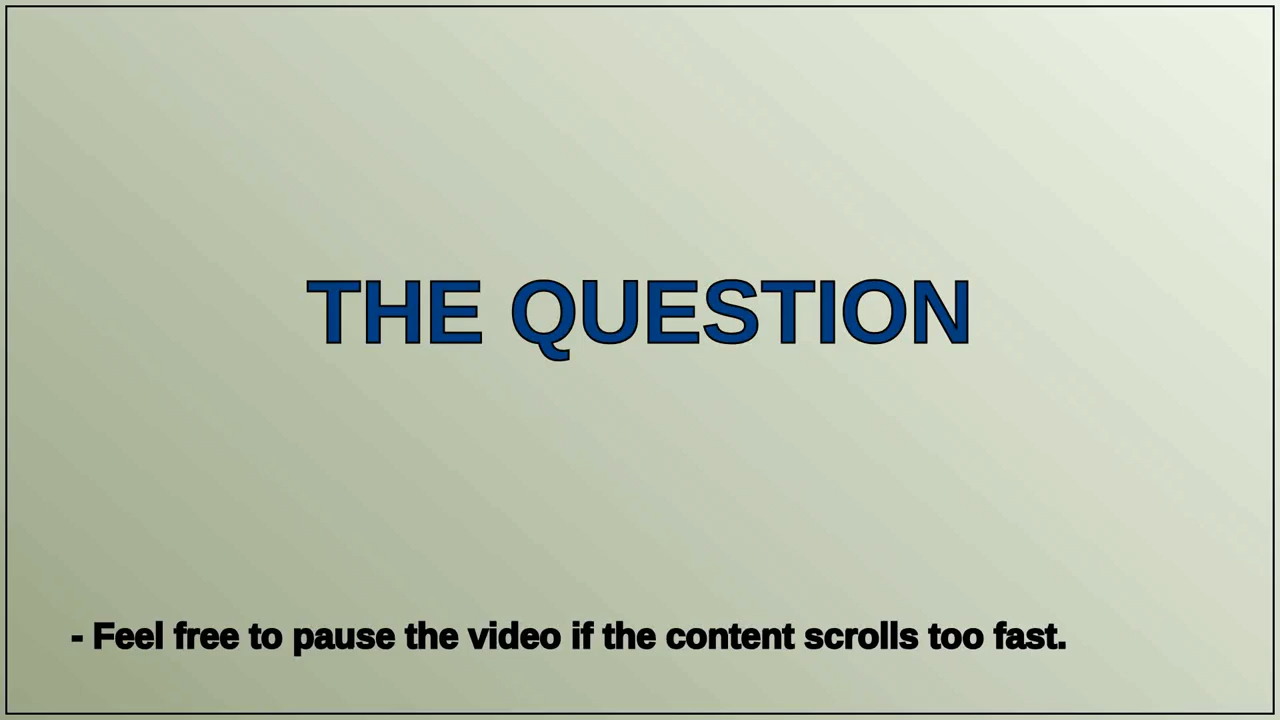 THE QUESTION
- Feel free to pause the video if the content scrolls too fast.